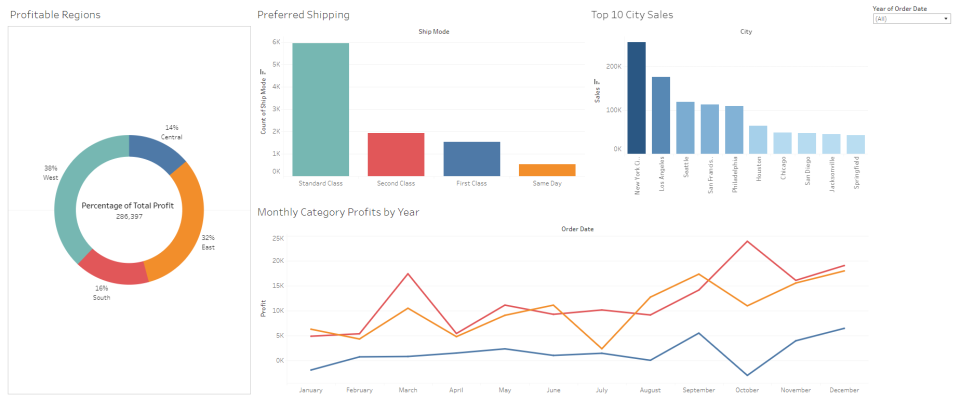 Profitable Regions
14%
Central
38%
West
Percentage of Total Profit
286,397
32%
East
16%
South
Preferred Shipping
Ship Mode
Count of Ship Mode
6K
5K
4K
3K
2K
1K
0K
Standard Class
Second Class
First Class
Same Day
Top 10 City Sales
City
Sales
200K
100K
0K
New York Ci..
Los Angeles
Seattle
San Francis..
Philadelphia
Houston
Chicago
San Diego
Jacksonville
Springfield
Year of Order Date
(All)
Monthly Category Profits by Year
Order Date
Profit
25K
20K
15K
10K
5K
0K
January
February
March
April
May
June
July
August
September
October
November
December